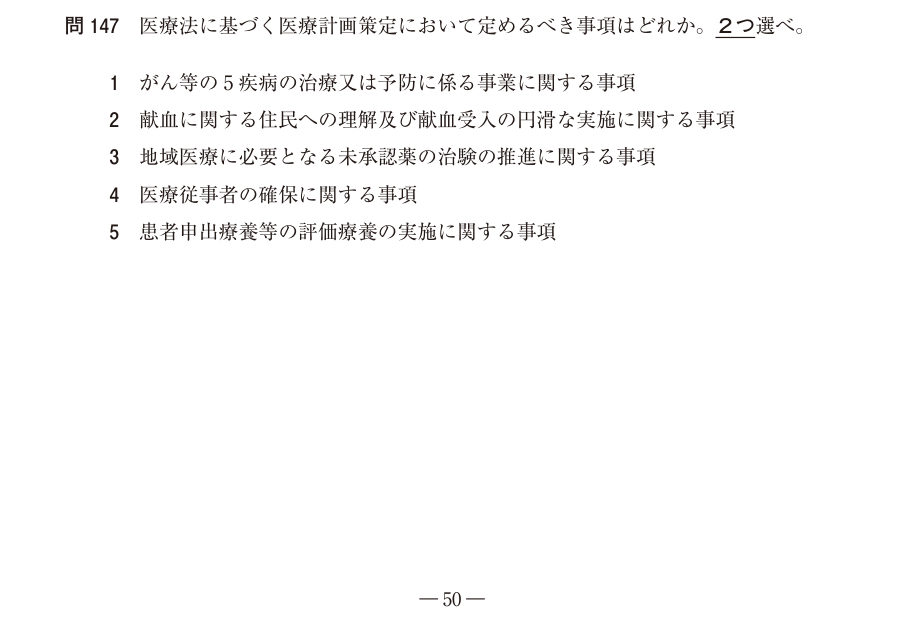 問 147 医療法に基づく医療計画策定において定めるべき事項はどれか。2つ選べ。
1 がん等の5疾病の治療又は予防に係る事業に関する事項
2 献血に関する住民への理解及び献血受入の円滑な実施に関する事項
3 地域医療に必要となる未承認薬の治験の推進に関する事項
4 医療従事者の確保に関する事項
5 患者申出療養等の評価療養の実施に関する事項
— 50 —